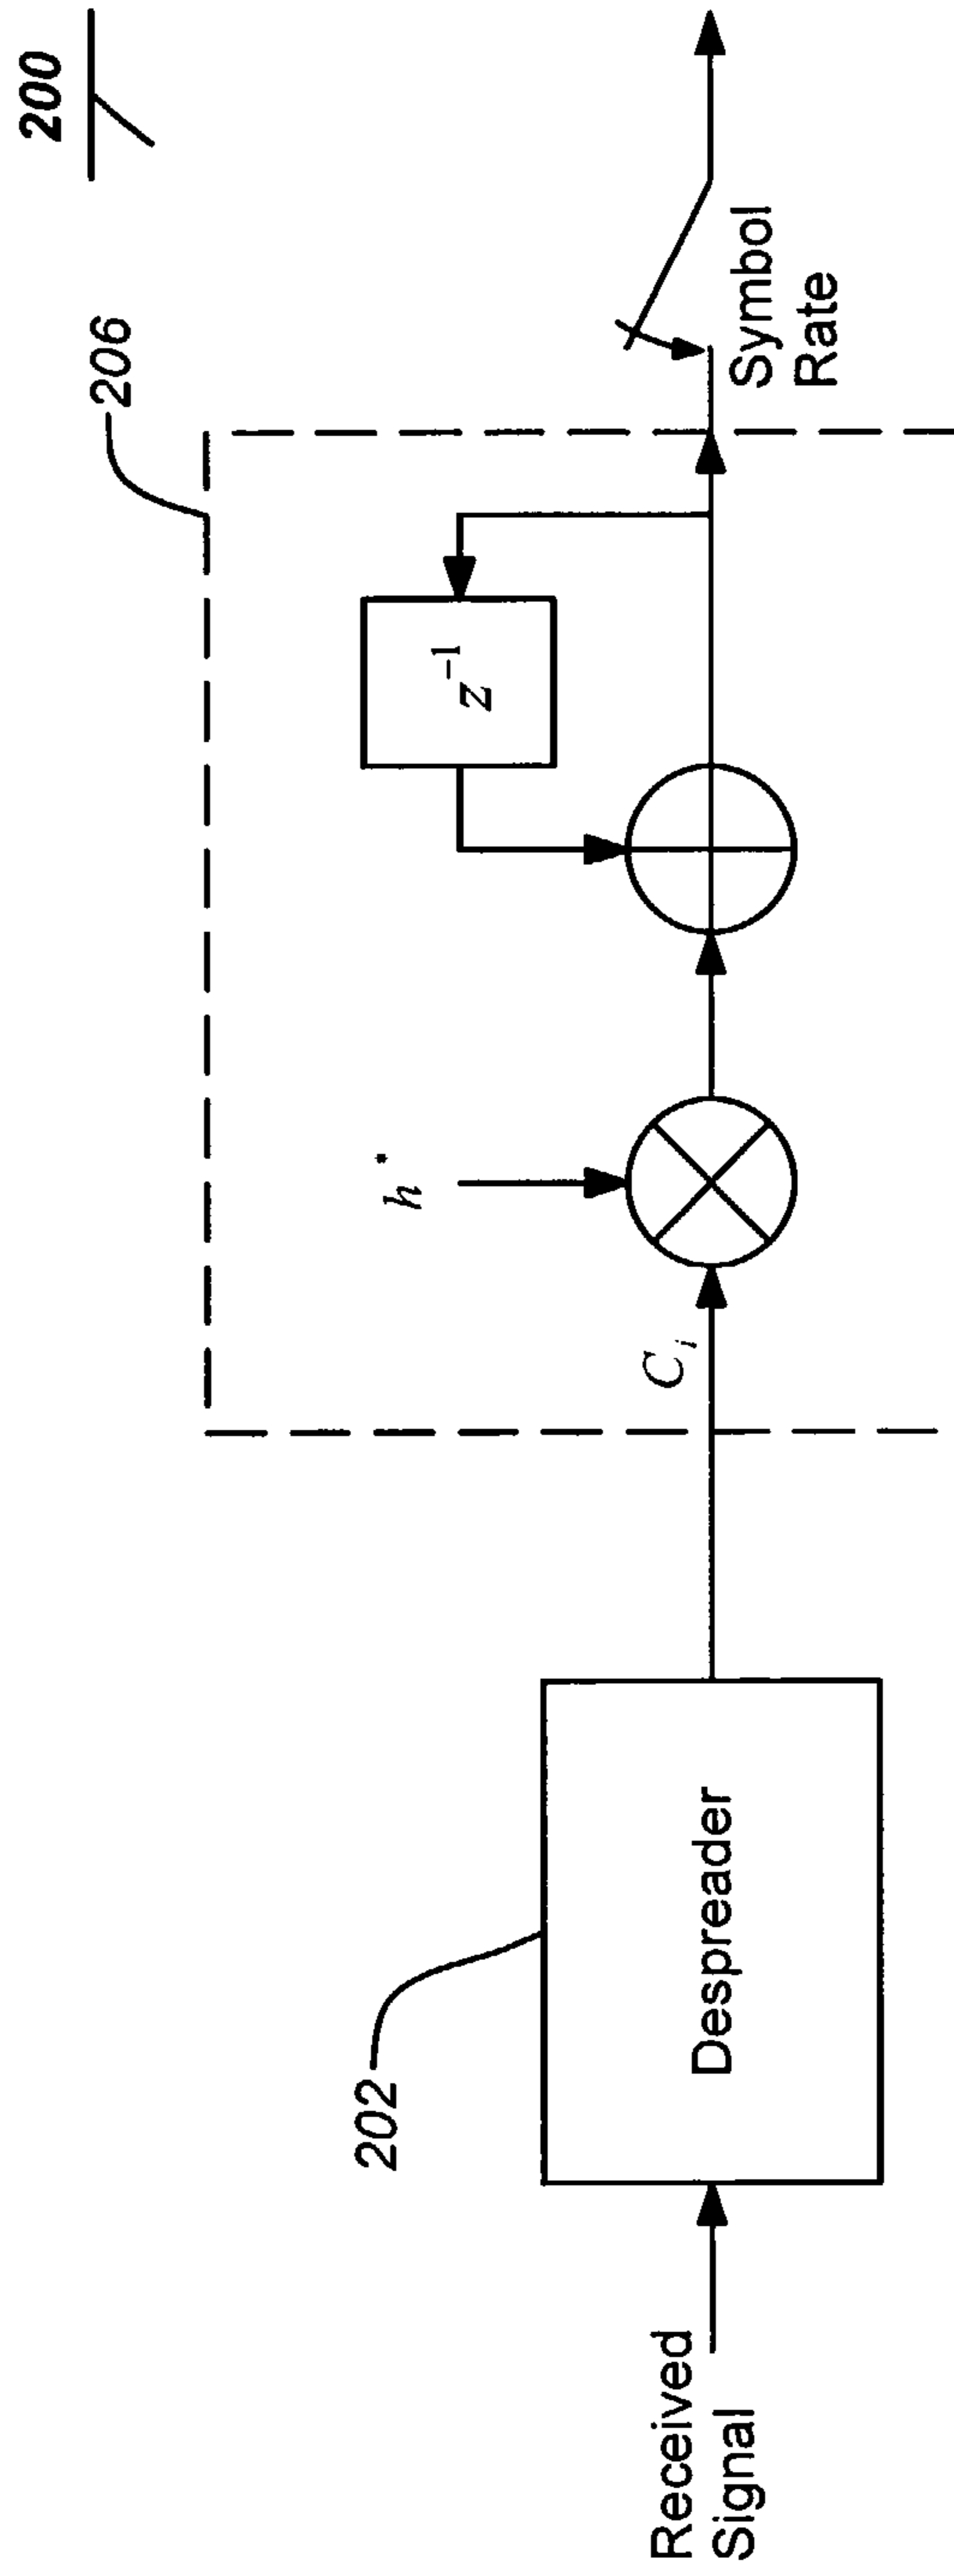 200
206
202
Received
Signal
Despreader
C_i
h*
z^{-1}
Symbol
Rate